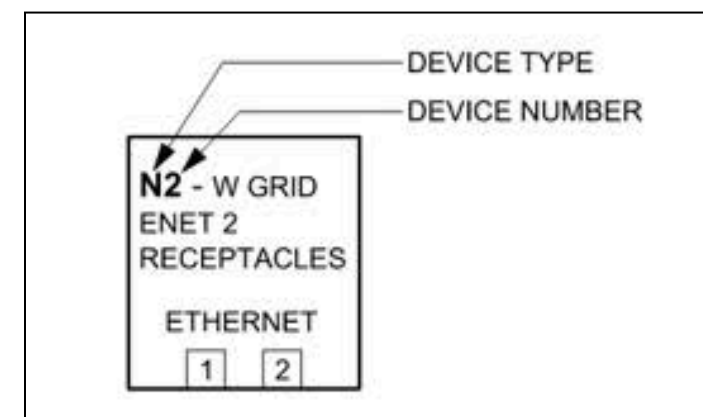 DEVICE TYPE
DEVICE NUMBER
N2 - W GRID
ENET 2
RECEPTACLES
ETHERNET
1 2